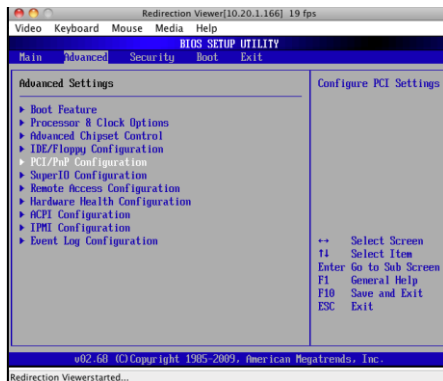 Redirection Viewer[10.20.1.166] 19 fps
Video Keyboard Mouse Media Help
BIOS SETUP UTILITY
Main Advanced Security Boot Exit
Advanced Settings
▶ Boot Feature
▶ Processor & Clock Options
▶ Advanced Chipset Control
▶ IDE/Floppy Configuration
▶ PCI/PnP Configuration
▶ SuperIO Configuration
▶ Remote Access Configuration
▶ Hardware Health Configuration
▶ ACPI Configuration
▶ IPMI Configuration
▶ Event Log Configuration
Configure PCI Settings
↔ Select Screen
↑↓ Select Item
Enter Go to Sub Screen
F1 General Help
F10 Save and Exit
ESC Exit
v02.68 (C)Copyright 1985-2009, American Megatrends, Inc.
Redirection Viewerstarted...